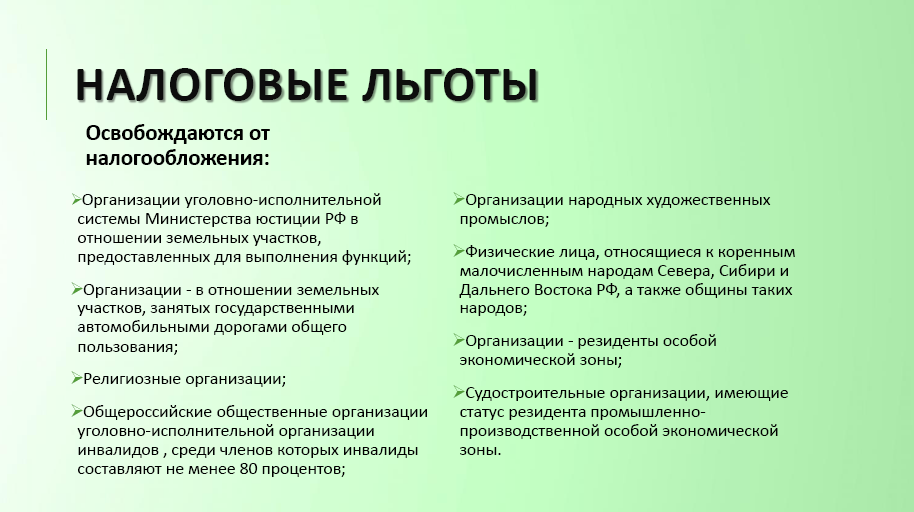 НАЛОГОВЫЕ ЛЬГОТЫ
Освобождаются от
налогообложения:
Организации уголовно-исполнительной
системы Министерства юстиции РФ в
отношении земельных участков,
предоставленных для выполнения функций;
Организации - в отношении земельных
участков, занятых государственными
автомобильными дорогами общего
пользования;
Религиозные организации;
Общероссийские общественные организации
уголовно-исполнительной организации
инвалидов , среди членов которых инвалиды
составляют не менее 80 процентов;
Организации народных художественных
промыслов;
Физические лица, относящиеся к коренным
малочисленным народам Севера, Сибири и
Дальнего Востока РФ, а также общины таких
народов;
Организации - резиденты особой
экономической зоны;
Судостроительные организации, имеющие
статус резидента промышленно-
производственной особой экономической
зоны.